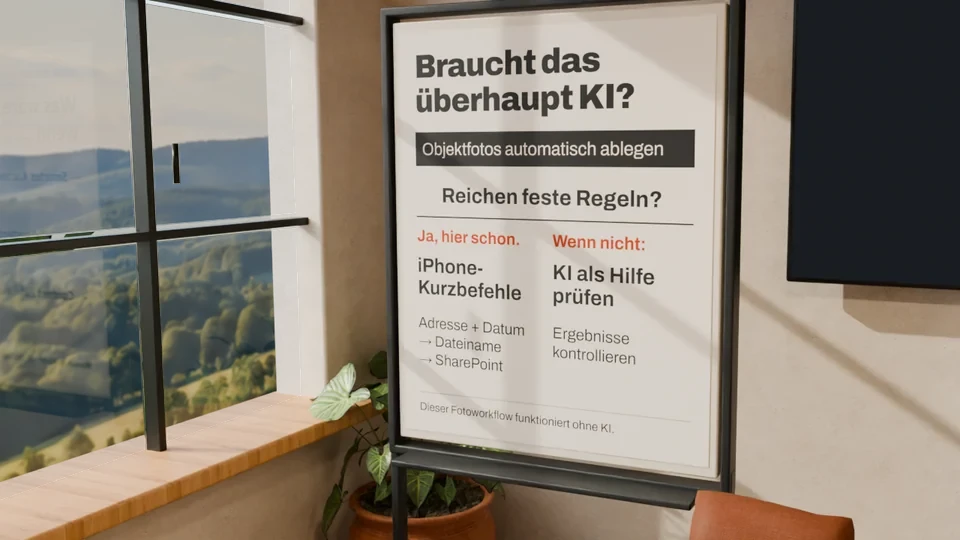 Braucht das
überhaupt KI?
Objektfotos automatisch ablegen
Reichen feste Regeln?
Ja, hier schon.
iPhone-
Kurzbefehle
Adresse + Datum
→ Dateiname
→ SharePoint
Wenn nicht:
KI als Hilfe
prüfen
Ergebnisse
kontrollieren
Dieser Fotoworkflow funktioniert ohne KI.